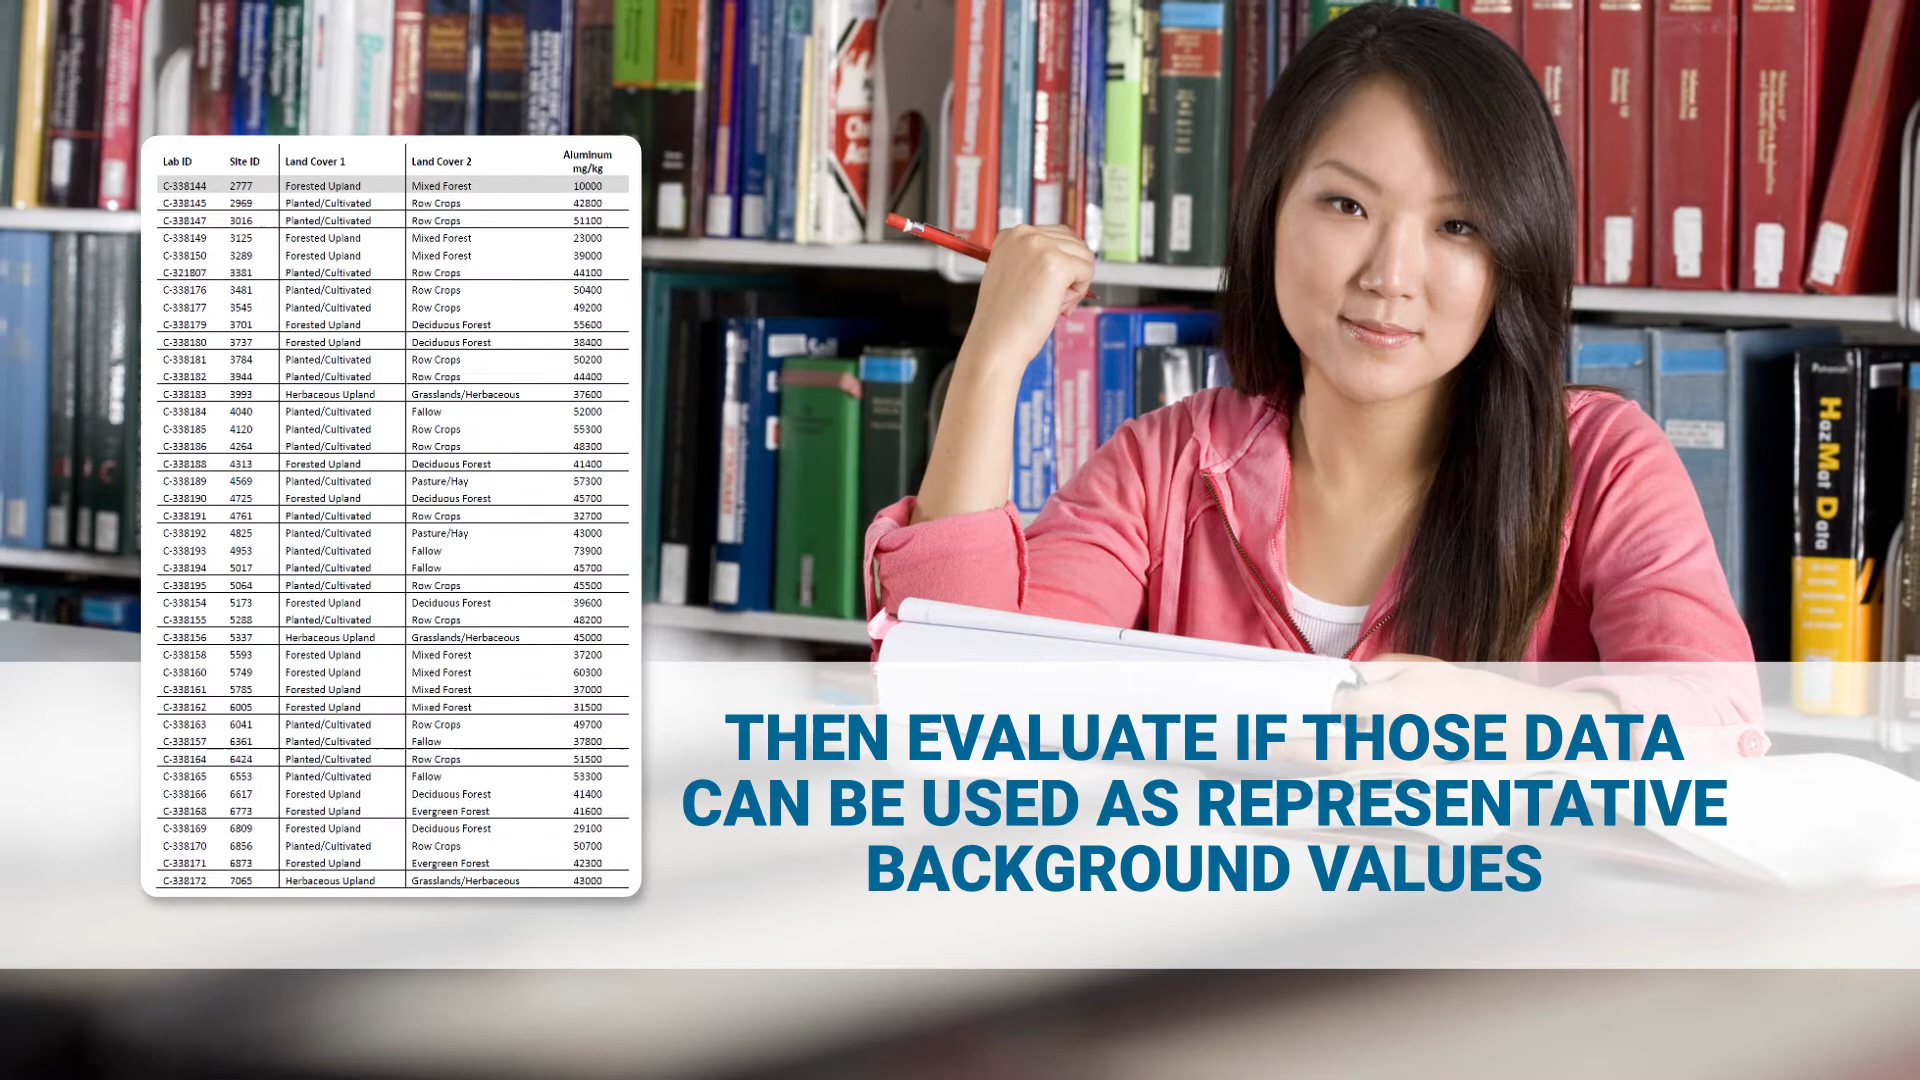 Lab ID Site ID Land Cover 1 Land Cover 2 Aluminum mg/kg
C-338144 2777 Forested Upland Mixed Forest 10000
C-338145 2969 Planted/Cultivated Row Crops 42800
C-338147 3016 Planted/Cultivated Row Crops 51100
C-338149 3125 Forested Upland Mixed Forest 23000
C-338150 3289 Forested Upland Mixed Forest 39000
C-321807 3381 Planted/Cultivated Row Crops 44100
C-338176 3481 Planted/Cultivated Row Crops 50400
C-338177 3545 Planted/Cultivated Row Crops 49200
C-338179 3701 Forested Upland Deciduous Forest 55600
C-338180 3737 Forested Upland Deciduous Forest 38400
C-338181 3784 Planted/Cultivated Row Crops 50200
C-338182 3944 Planted/Cultivated Row Crops 44400
C-338183 3993 Herbaceous Upland Grasslands/Herbaceous 37600
C-338184 4040 Planted/Cultivated Fallow 52000
C-338185 4120 Planted/Cultivated Row Crops 55300
C-338186 4264 Planted/Cultivated Row Crops 48300
C-338188 4313 Forested Upland Deciduous Forest 41400
C-338189 4569 Planted/Cultivated Pasture/Hay 57300
C-338190 4725 Forested Upland Deciduous Forest 45700
C-338191 4761 Planted/Cultivated Row Crops 32700
C-338192 4825 Planted/Cultivated Pasture/Hay 43000
C-338193 4953 Planted/Cultivated Fallow 73900
C-338194 5017 Planted/Cultivated Fallow 45700
C-338195 5064 Planted/Cultivated Row Crops 45500
C-338154 5173 Forested Upland Deciduous Forest 39600
C-338155 5288 Planted/Cultivated Row Crops 48200
C-338156 5337 Herbaceous Upland Grasslands/Herbaceous 45000
C-338158 5593 Forested Upland Mixed Forest 37200
C-338160 5749 Forested Upland Mixed Forest 60300
C-338161 5785 Forested Upland Mixed Forest 37000
C-338162 6005 Forested Upland Mixed Forest 31500
C-338163 6041 Planted/Cultivated Row Crops 49700
C-338157 6361 Planted/Cultivated Fallow 37800
C-338164 6424 Planted/Cultivated Row Crops 51500
C-338165 6553 Planted/Cultivated Fallow 53300
C-338166 6617 Forested Upland Deciduous Forest 41400
C-338168 6773 Forested Upland Evergreen Forest 41600
C-338169 6809 Forested Upland Deciduous Forest 29100
C-338170 6856 Planted/Cultivated Row Crops 50700
C-338171 6873 Forested Upland Evergreen Forest 42300
C-338172 7065 Herbaceous Upland Grasslands/Herbaceous 43000
HazMat Data
THEN EVALUATE IF THOSE DATA
CAN BE USED AS REPRESENTATIVE
BACKGROUND VALUES